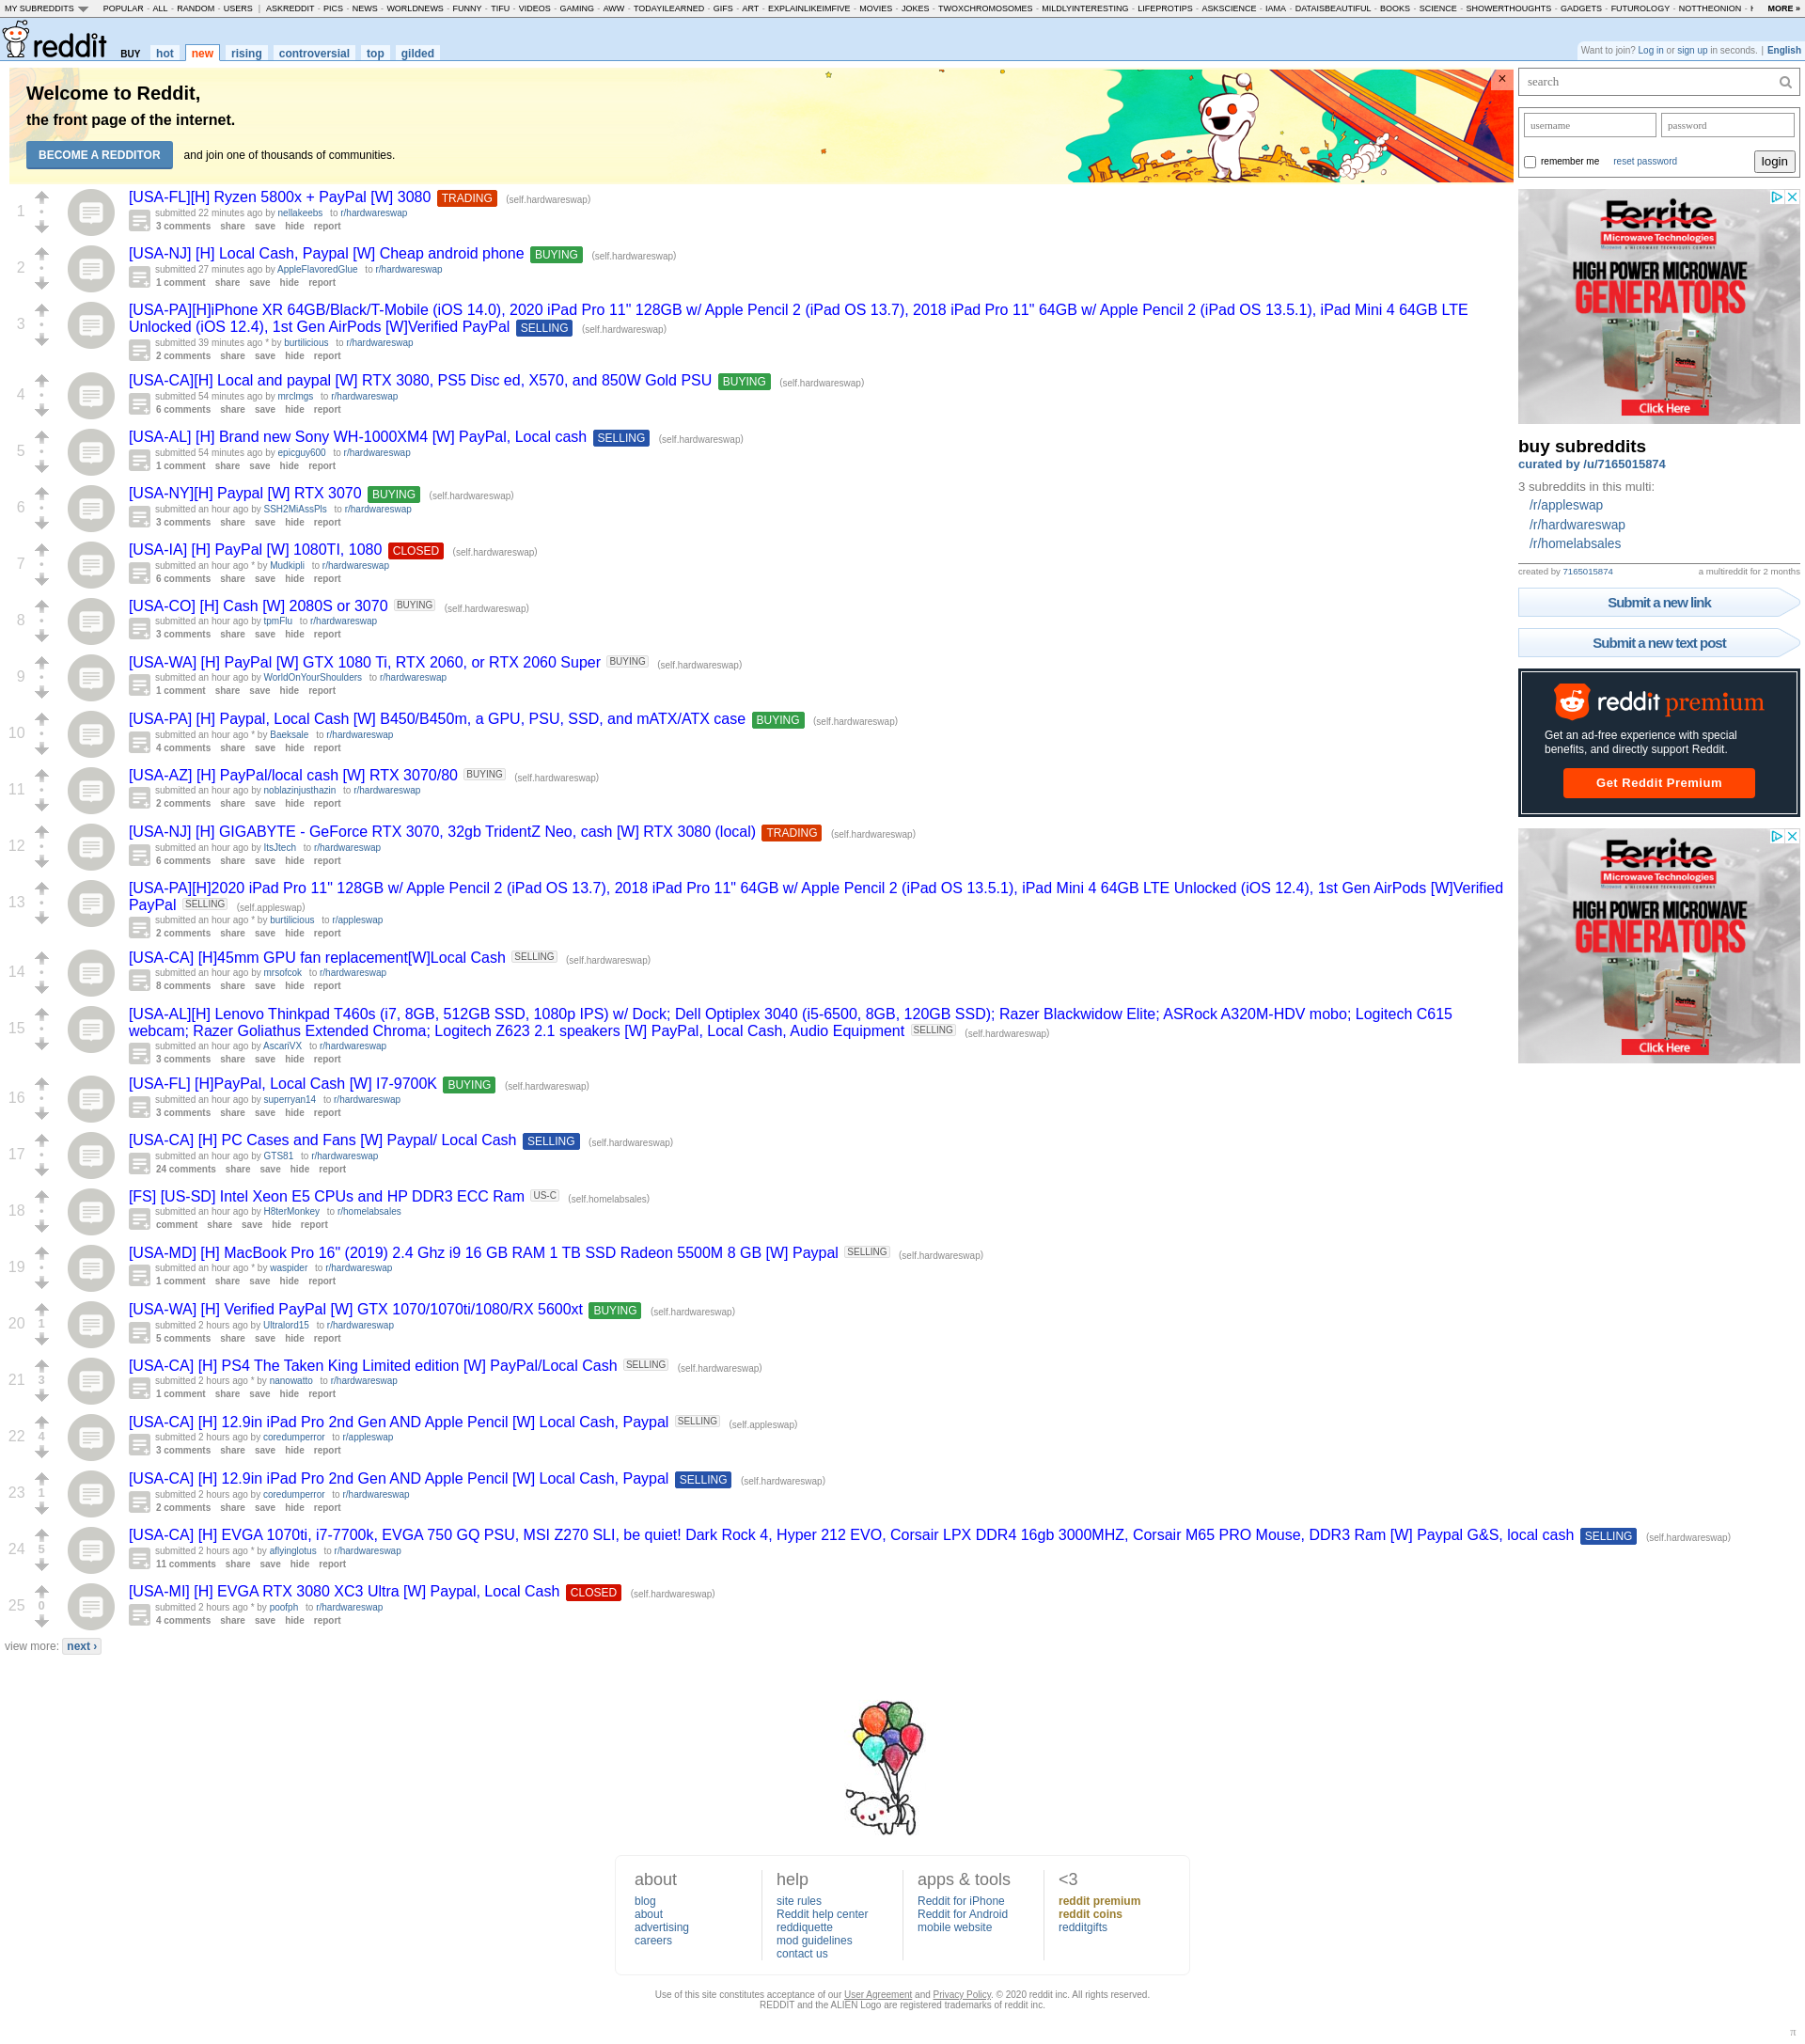 MY SUBREDDITS POPULAR - ALL - RANDOM - USERS | ASKREDDIT - PICS - NEWS - WORLDNEWS - FUNNY - TIFU - VIDEOS - GAMING - AWW - TODAYILEARNED - GIFS - ART - EXPLAINLIKEIMFIVE - MOVIES - JOKES - TWOXCHROMOSOMES - MILDLYINTERESTING - LIFEPROTIPS - ASKSCIENCE - IAMA - DATAISBEAUTIFUL - BOOKS - SCIENCE - SHOWERTHOUGHTS - GADGETS - FUTUROLOGY - NOTTHEONION - MORE »
reddit BUY hot new rising controversial top gilded
Want to join? Log in or sign up in seconds. | English
Welcome to Reddit,
the front page of the internet.
BECOME A REDDITOR and join one of thousands of communities.
×
1
[USA-FL][H] Ryzen 5800x + PayPal [W] 3080 TRADING (self.hardwareswap)
submitted 22 minutes ago by nellakeebs to r/hardwareswap
3 comments share save hide report
2
[USA-NJ] [H] Local Cash, Paypal [W] Cheap android phone BUYING (self.hardwareswap)
submitted 27 minutes ago by AppleFlavoredGlue to r/hardwareswap
1 comment share save hide report
3
[USA-PA][H]iPhone XR 64GB/Black/T-Mobile (iOS 14.0), 2020 iPad Pro 11" 128GB w/ Apple Pencil 2 (iPad OS 13.7), 2018 iPad Pro 11" 64GB w/ Apple Pencil 2 (iPad OS 13.5.1), iPad Mini 4 64GB LTE
Unlocked (iOS 12.4), 1st Gen AirPods [W]Verified PayPal SELLING (self.hardwareswap)
submitted 39 minutes ago * by burtilicious to r/hardwareswap
2 comments share save hide report
4
[USA-CA][H] Local and paypal [W] RTX 3080, PS5 Disc ed, X570, and 850W Gold PSU BUYING (self.hardwareswap)
submitted 54 minutes ago by mrclmgs to r/hardwareswap
6 comments share save hide report
5
[USA-AL] [H] Brand new Sony WH-1000XM4 [W] PayPal, Local cash SELLING (self.hardwareswap)
submitted 54 minutes ago by epicguy600 to r/hardwareswap
1 comment share save hide report
6
[USA-NY][H] Paypal [W] RTX 3070 BUYING (self.hardwareswap)
submitted an hour ago by SSH2MiAssPls to r/hardwareswap
3 comments share save hide report
7
[USA-IA] [H] PayPal [W] 1080TI, 1080 CLOSED (self.hardwareswap)
submitted an hour ago * by Mudkipli to r/hardwareswap
6 comments share save hide report
8
[USA-CO] [H] Cash [W] 2080S or 3070 BUYING (self.hardwareswap)
submitted an hour ago by tpmFlu to r/hardwareswap
3 comments share save hide report
9
[USA-WA] [H] PayPal [W] GTX 1080 Ti, RTX 2060, or RTX 2060 Super BUYING (self.hardwareswap)
submitted an hour ago by WorldOnYourShoulders to r/hardwareswap
1 comment share save hide report
10
[USA-PA] [H] Paypal, Local Cash [W] B450/B450m, a GPU, PSU, SSD, and mATX/ATX case BUYING (self.hardwareswap)
submitted an hour ago * by Baeksale to r/hardwareswap
4 comments share save hide report
11
[USA-AZ] [H] PayPal/local cash [W] RTX 3070/80 BUYING (self.hardwareswap)
submitted an hour ago by noblazinjusthazin to r/hardwareswap
2 comments share save hide report
12
[USA-NJ] [H] GIGABYTE - GeForce RTX 3070, 32gb TridentZ Neo, cash [W] RTX 3080 (local) TRADING (self.hardwareswap)
submitted an hour ago by ItsJtech to r/hardwareswap
6 comments share save hide report
13
[USA-PA][H]2020 iPad Pro 11" 128GB w/ Apple Pencil 2 (iPad OS 13.7), 2018 iPad Pro 11" 64GB w/ Apple Pencil 2 (iPad OS 13.5.1), iPad Mini 4 64GB LTE Unlocked (iOS 12.4), 1st Gen AirPods [W]Verified
PayPal SELLING (self.appleswap)
submitted an hour ago * by burtilicious to r/appleswap
2 comments share save hide report
14
[USA-CA] [H]45mm GPU fan replacement[W]Local Cash SELLING (self.hardwareswap)
submitted an hour ago by mrsofcok to r/hardwareswap
8 comments share save hide report
15
[USA-AL][H] Lenovo Thinkpad T460s (i7, 8GB, 512GB SSD, 1080p IPS) w/ Dock; Dell Optiplex 3040 (i5-6500, 8GB, 120GB SSD); Razer Blackwidow Elite; ASRock A320M-HDV mobo; Logitech C615
webcam; Razer Goliathus Extended Chroma; Logitech Z623 2.1 speakers [W] PayPal, Local Cash, Audio Equipment SELLING (self.hardwareswap)
submitted an hour ago by AscariVX to r/hardwareswap
3 comments share save hide report
16
[USA-FL] [H]PayPal, Local Cash [W] I7-9700K BUYING (self.hardwareswap)
submitted an hour ago by superryan14 to r/hardwareswap
3 comments share save hide report
17
[USA-CA] [H] PC Cases and Fans [W] Paypal/ Local Cash SELLING (self.hardwareswap)
submitted an hour ago by GTS81 to r/hardwareswap
24 comments share save hide report
18
[FS] [US-SD] Intel Xeon E5 CPUs and HP DDR3 ECC Ram US-C (self.homelabsales)
submitted an hour ago by H8terMonkey to r/homelabsales
comment share save hide report
19
[USA-MD] [H] MacBook Pro 16" (2019) 2.4 Ghz i9 16 GB RAM 1 TB SSD Radeon 5500M 8 GB [W] Paypal SELLING (self.hardwareswap)
submitted an hour ago * by waspider to r/hardwareswap
1 comment share save hide report
20 1
[USA-WA] [H] Verified PayPal [W] GTX 1070/1070ti/1080/RX 5600xt BUYING (self.hardwareswap)
submitted 2 hours ago by Ultralord15 to r/hardwareswap
5 comments share save hide report
21 3
[USA-CA] [H] PS4 The Taken King Limited edition [W] PayPal/Local Cash SELLING (self.hardwareswap)
submitted 2 hours ago * by nanowatto to r/hardwareswap
1 comment share save hide report
22 4
[USA-CA] [H] 12.9in iPad Pro 2nd Gen AND Apple Pencil [W] Local Cash, Paypal SELLING (self.appleswap)
submitted 2 hours ago by coredumperror to r/appleswap
3 comments share save hide report
23 1
[USA-CA] [H] 12.9in iPad Pro 2nd Gen AND Apple Pencil [W] Local Cash, Paypal SELLING (self.hardwareswap)
submitted 2 hours ago by coredumperror to r/hardwareswap
2 comments share save hide report
24 5
[USA-CA] [H] EVGA 1070ti, i7-7700k, EVGA 750 GQ PSU, MSI Z270 SLI, be quiet! Dark Rock 4, Hyper 212 EVO, Corsair LPX DDR4 16gb 3000MHZ, Corsair M65 PRO Mouse, DDR3 Ram [W] Paypal G&S, local cash SELLING (self.hardwareswap)
submitted 2 hours ago * by aflyinglotus to r/hardwareswap
11 comments share save hide report
25 0
[USA-MI] [H] EVGA RTX 3080 XC3 Ultra [W] Paypal, Local Cash CLOSED (self.hardwareswap)
submitted 2 hours ago * by poofph to r/hardwareswap
4 comments share save hide report
view more: next ›
search
username password
remember me reset password login
Ferrite
Microwave Technologies
HIGH POWER MICROWAVE
GENERATORS
Click Here
buy subreddits
curated by /u/7165015874
3 subreddits in this multi:
/r/appleswap
/r/hardwareswap
/r/homelabsales
created by 7165015874 a multireddit for 2 months
Submit a new link
Submit a new text post
reddit premium
Get an ad-free experience with special
benefits, and directly support Reddit.
Get Reddit Premium
Ferrite
Microwave Technologies
HIGH POWER MICROWAVE
GENERATORS
Click Here
about
blog
about
advertising
careers
help
site rules
Reddit help center
reddiquette
mod guidelines
contact us
apps & tools
Reddit for iPhone
Reddit for Android
mobile website
<3
reddit premium
reddit coins
redditgifts
Use of this site constitutes acceptance of our User Agreement and Privacy Policy. © 2020 reddit inc. All rights reserved.
REDDIT and the ALIEN Logo are registered trademarks of reddit inc.
π